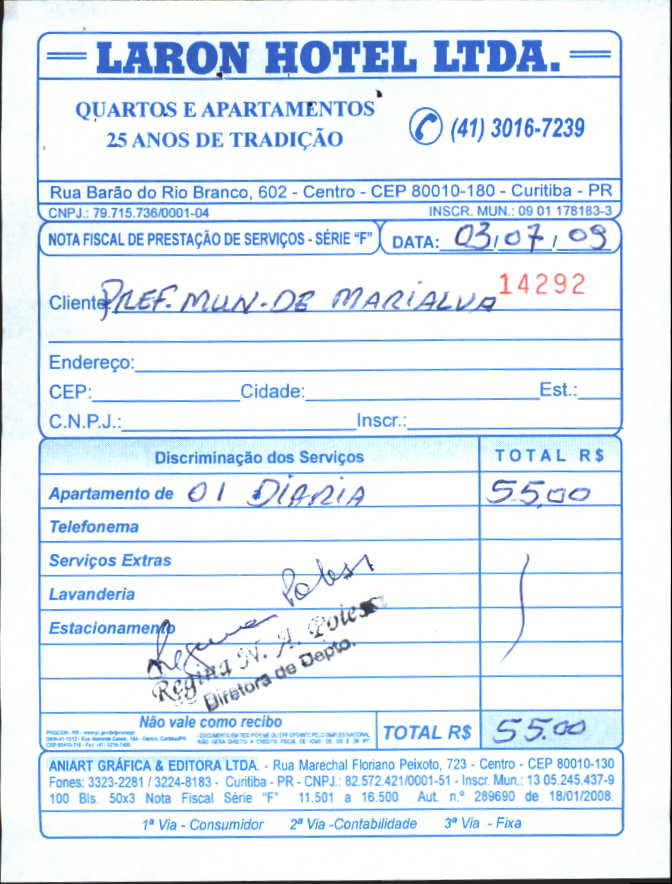 LARON HOTEL LTDA.
QUARTOS E APARTAMENTOS
25 ANOS DE TRADIÇÃO
(41) 3016-7239
Rua Barão do Rio Branco, 602 - Centro - CEP 80010-180 - Curitiba - PR
CNPJ.: 79.715.736/0001-04 INSCR. MUN.: 09 01 178183-3
NOTA FISCAL DE PRESTAÇÃO DE SERVIÇOS - SÉRIE "F" DATA: 03/07/09
14292
Cliente PREF. MUN. DE MARIALVA
Endereço:
CEP: Cidade: Est.:
C.N.P.J.: Inscr.:
Discriminação dos Serviços TOTAL R$
Apartamento de 01 DIARIA 55,00
Telefonema
Serviços Extras
Lavanderia
Estacionamento
Regina N. A. Poiesi
Diretora de Depto.
Não vale como recibo
TOTAL R$ 55.00
ANIART GRÁFICA & EDITORA LTDA. - Rua Marechal Floriano Peixoto, 723 - Centro - CEP 80010-130
Fones: 3323-2281 / 3224-8183 - Curitiba - PR - CNPJ.: 82.572.421/0001-51 - Inscr. Mun.: 13 05.245.437-9
100 Bls. 50x3 Nota Fiscal Série "F" 11.501 a 16.500 Aut. n.º 289690 de 18/01/2008.
1ª Via - Consumidor 2ª Via -Contabilidade 3ª Via - Fixa